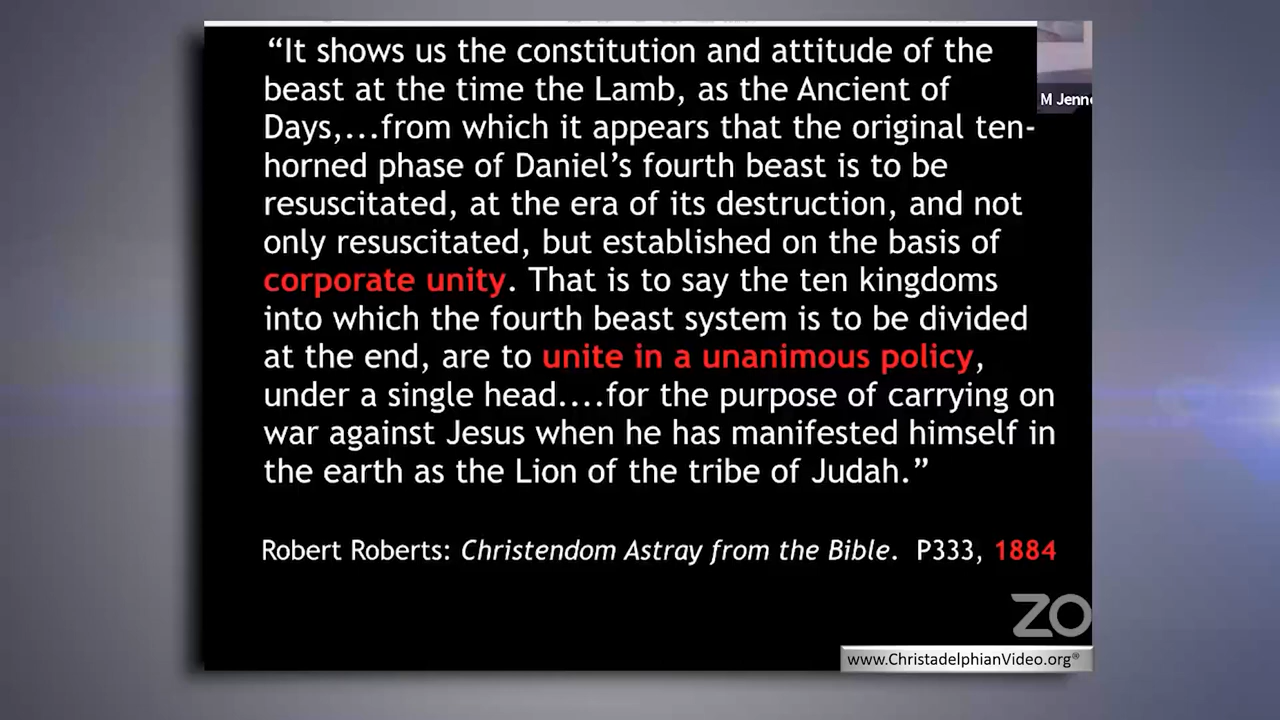 “It shows us the constitution and attitude of the
beast at the time the Lamb, as the Ancient of
Days,...from which it appears that the original ten-
horned phase of Daniel’s fourth beast is to be
resuscitated, at the era of its destruction, and not
only resuscitated, but established on the basis of
corporate unity. That is to say the ten kingdoms
into which the fourth beast system is to be divided
at the end, are to unite in a unanimous policy,
under a single head....for the purpose of carrying on
war against Jesus when he has manifested himself in
the earth as the Lion of the tribe of Judah.”
Robert Roberts: Christendom Astray from the Bible. P333, 1884
M Jenn
ZO
www.ChristadelphianVideo.org®